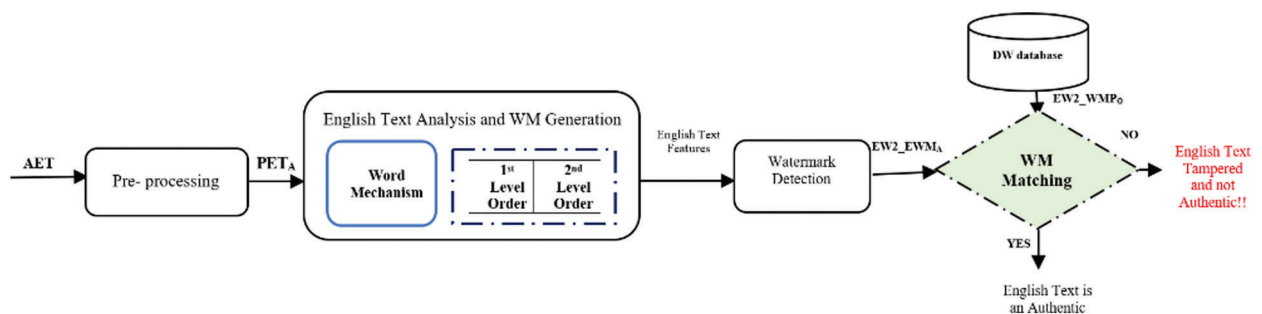 AET
Pre- processing
PETA
English Text Analysis and WM Generation
Word
Mechanism
1st
Level
Order
2nd
Level
Order
English Text
Features
Watermark
Detection
EW2_EWMA
DW database
EW2_WMPO
WM
Matching
NO
English Text
Tampered
and not
Authentic!!
YES
English Text is
an Authentic